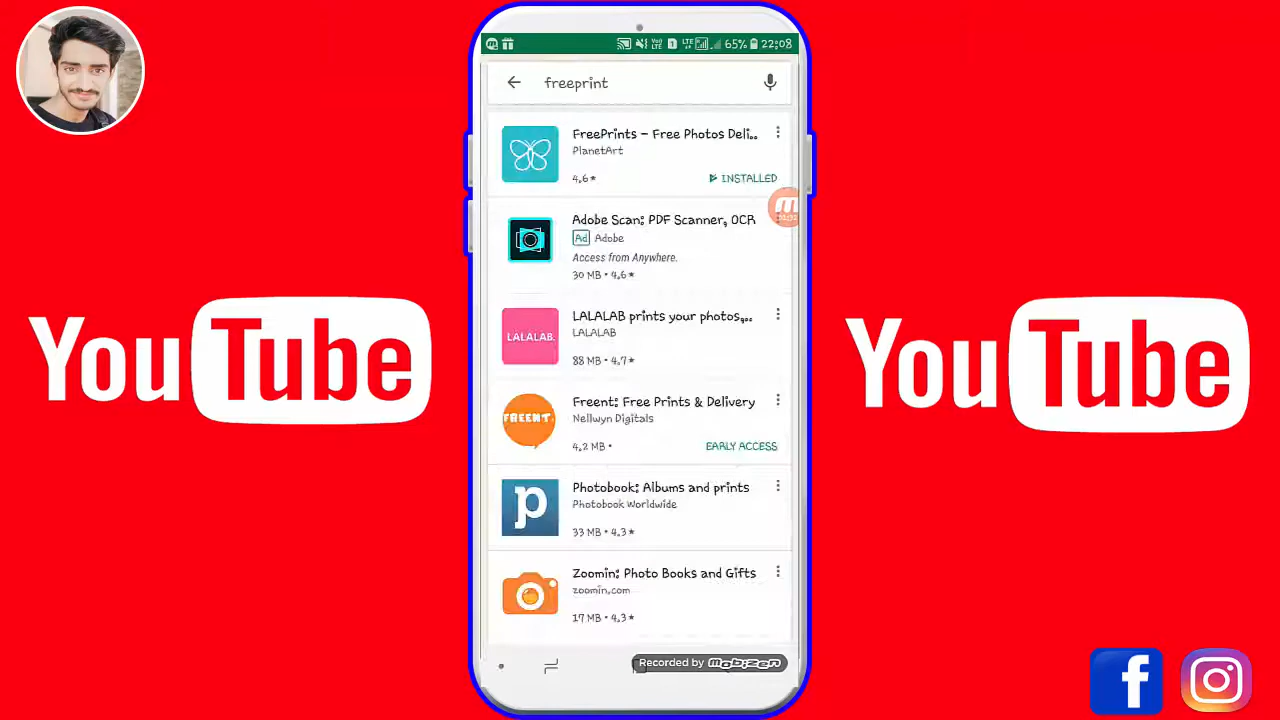 65% 22:08
freeprint
FreePrints – Free Photos Deli..
PlanetArt
4.6★
INSTALLED
Adobe Scan: PDF Scanner, OCR
Ad Adobe
Access from Anywhere.
30 MB • 4.6★
LALALAB.
LALALAB prints your photos,...
LALALAB
88 MB • 4.7★
FREENT.
Freent: Free Prints & Delivery
Nellwyn Digitals
4.2 MB •
EARLY ACCESS
Photobook: Albums and prints
Photobook Worldwide
33 MB • 4.3★
Zoomin: Photo Books and Gifts
zoomin.com
17 MB • 4.3★
Recorded by mobizen
YouTube
YouTube